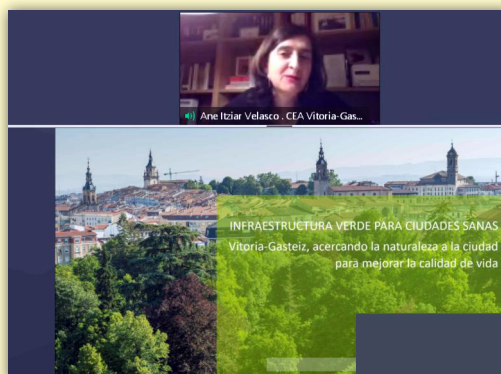 Ane Itziar Velasco . CEA Vitoria-Gas...
INFRAESTRUCTURA VERDE PARA CIUDADES SANAS
Vitoria-Gasteiz, acercando la naturaleza a la ciudad
para mejorar la calidad de vida